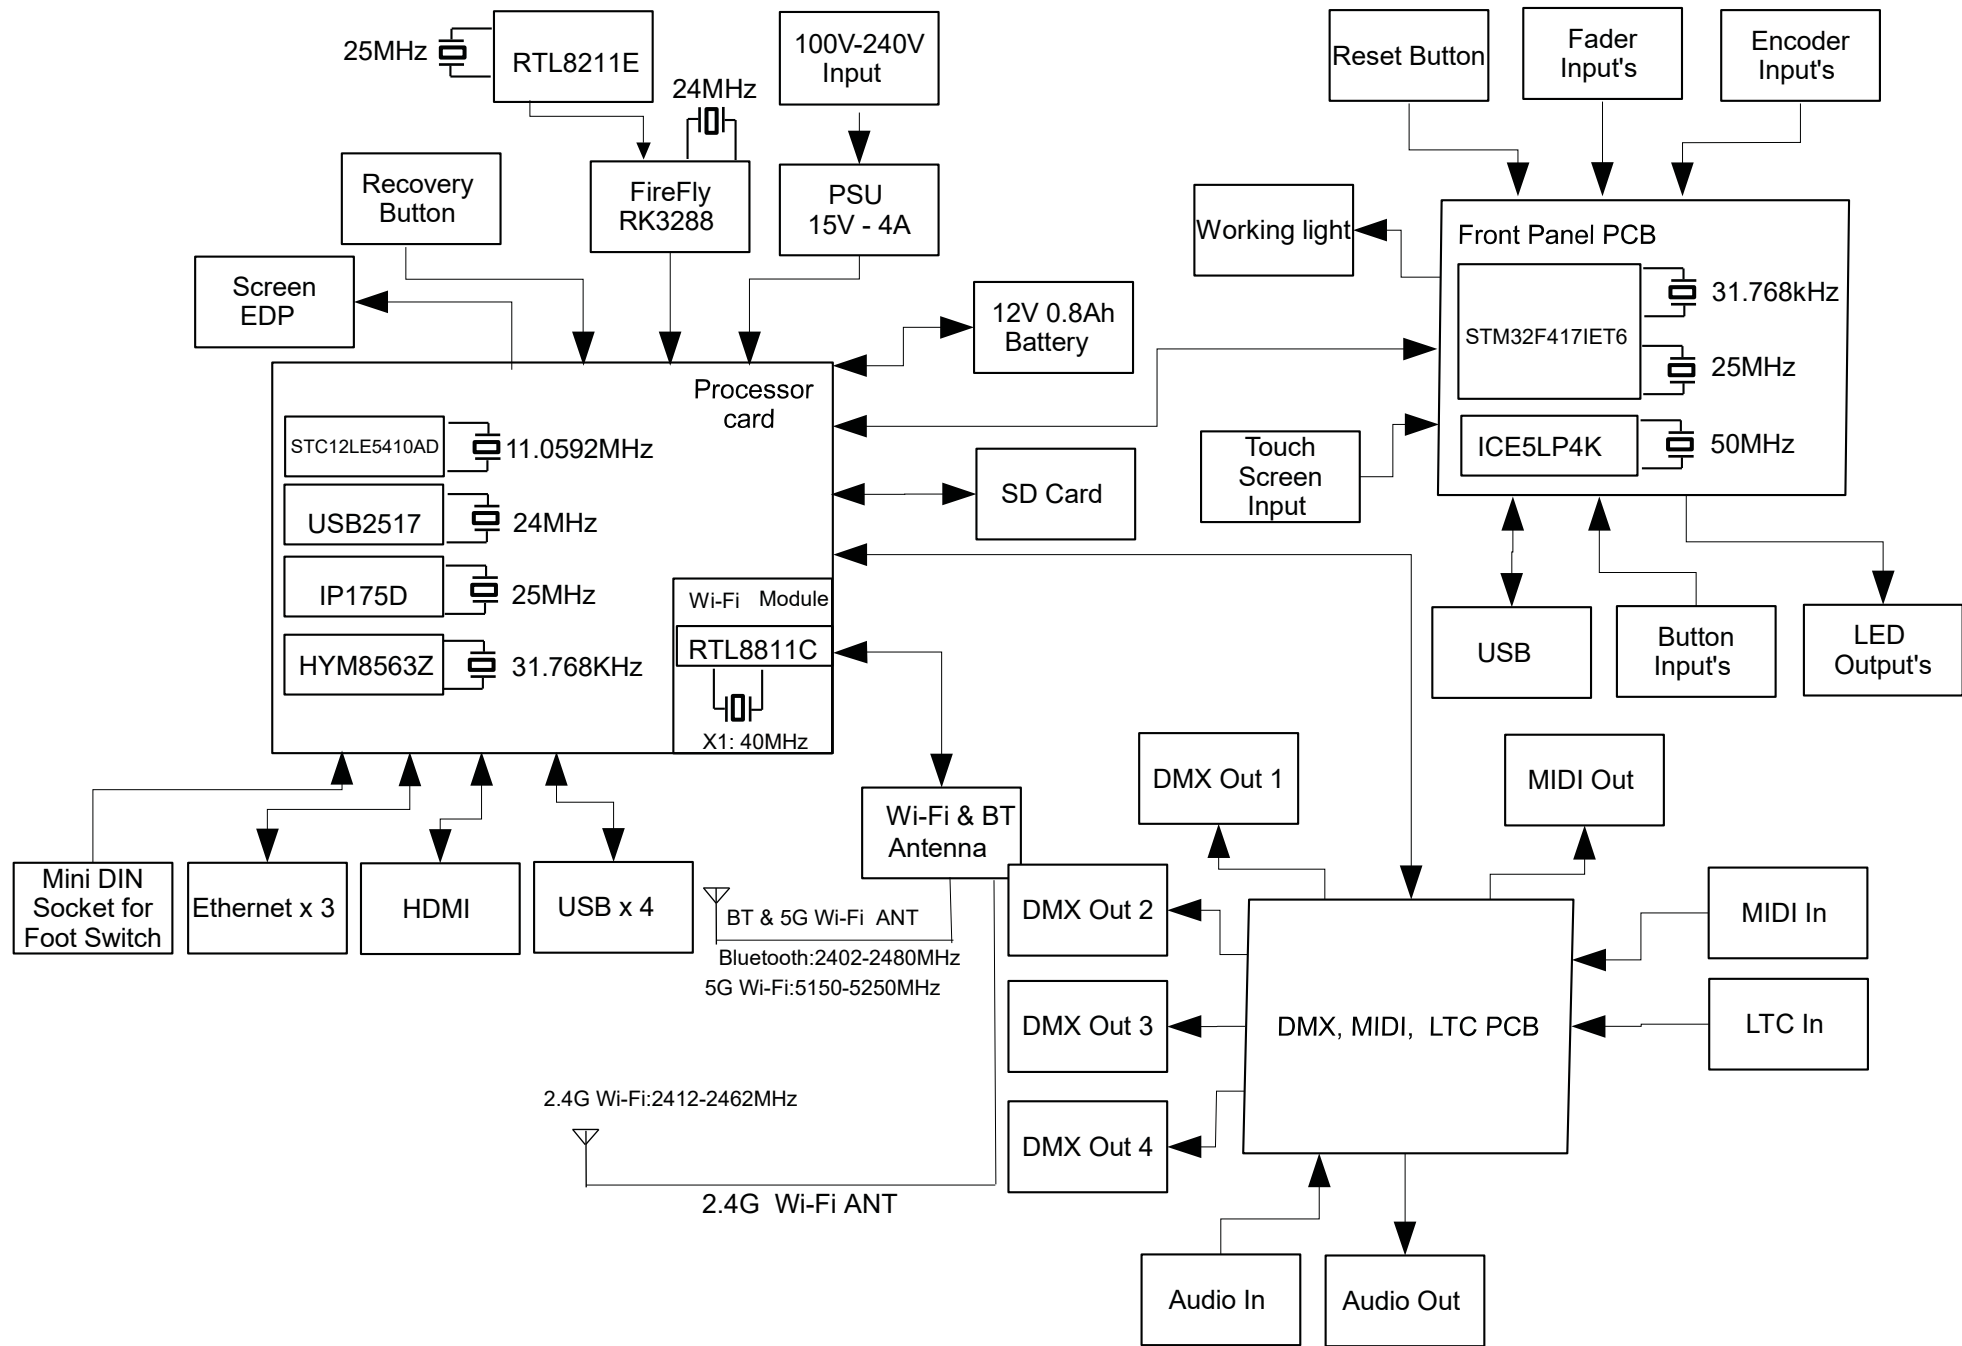 25MHz
RTL8211E
24MHz
100V-240V
Input
Reset Button
Fader
Input's
Encoder
Input's
Recovery
Button
FireFly
RK3288
PSU
15V - 4A
Working light
Front Panel PCB
STM32F417IET6
31.768kHz
25MHz
ICE5LP4K
50MHz
Screen
EDP
12V 0.8Ah
Battery
Processor
card
STC12LE5410AD
11.0592MHz
USB2517
24MHz
IP175D
25MHz
HYM8563Z
31.768KHz
Wi-Fi Module
RTL8811C
X1: 40MHz
SD Card
Touch
Screen
Input
USB
Button
Input's
LED
Output's
Mini DIN
Socket for
Foot Switch
Ethernet x 3
HDMI
USB x 4
Wi-Fi & BT
Antenna
BT & 5G Wi-Fi ANT
Bluetooth:2402-2480MHz
5G Wi-Fi:5150-5250MHz
2.4G Wi-Fi:2412-2462MHz
2.4G Wi-Fi ANT
DMX Out 1
MIDI Out
DMX Out 2
MIDI In
DMX Out 3
DMX, MIDI, LTC PCB
LTC In
DMX Out 4
Audio In
Audio Out